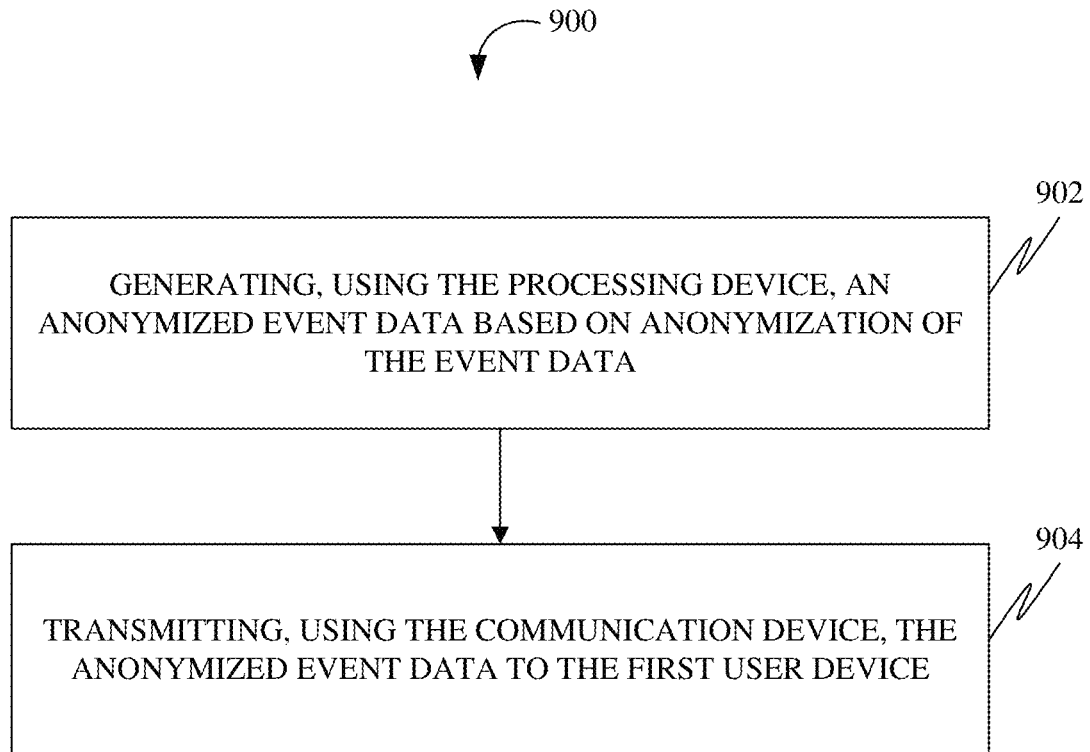 900
902
GENERATING, USING THE PROCESSING DEVICE, AN
ANONYMIZED EVENT DATA BASED ON ANONYMIZATION OF
THE EVENT DATA
904
TRANSMITTING, USING THE COMMUNICATION DEVICE, THE
ANONYMIZED EVENT DATA TO THE FIRST USER DEVICE